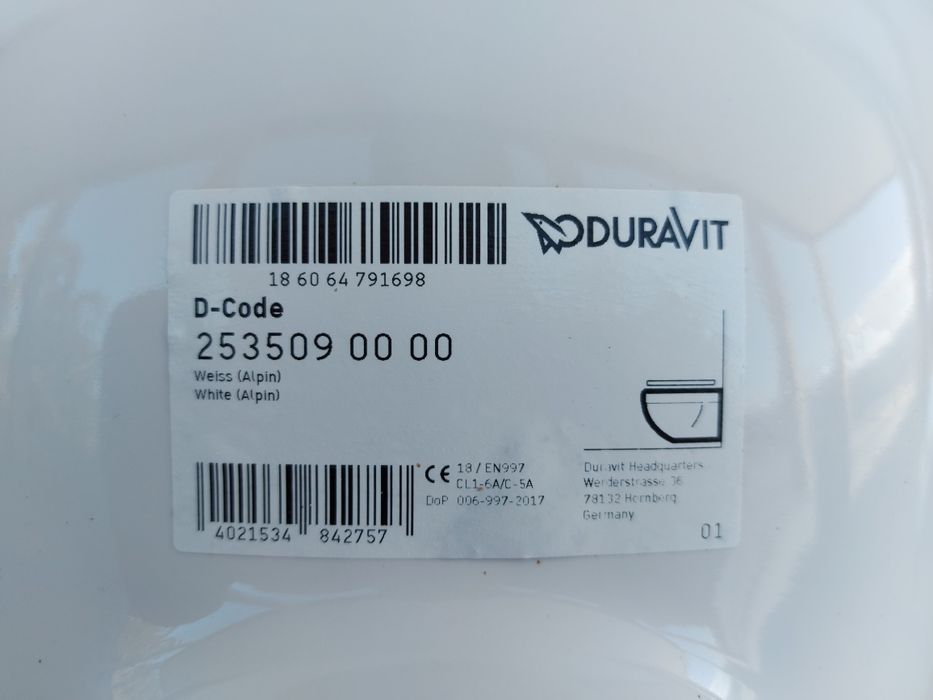 DURAVIT
18 60 64 791698
D-Code
253509 00 00
Weiss (Alpin)
White (Alpin)
4021534 842757
CE 18 / EN997
CL1-6A/C-5A
DoP 006-997-2017
Duravit Headquarters
Werderstrasse 36
78132 Hornberg
Germany
01